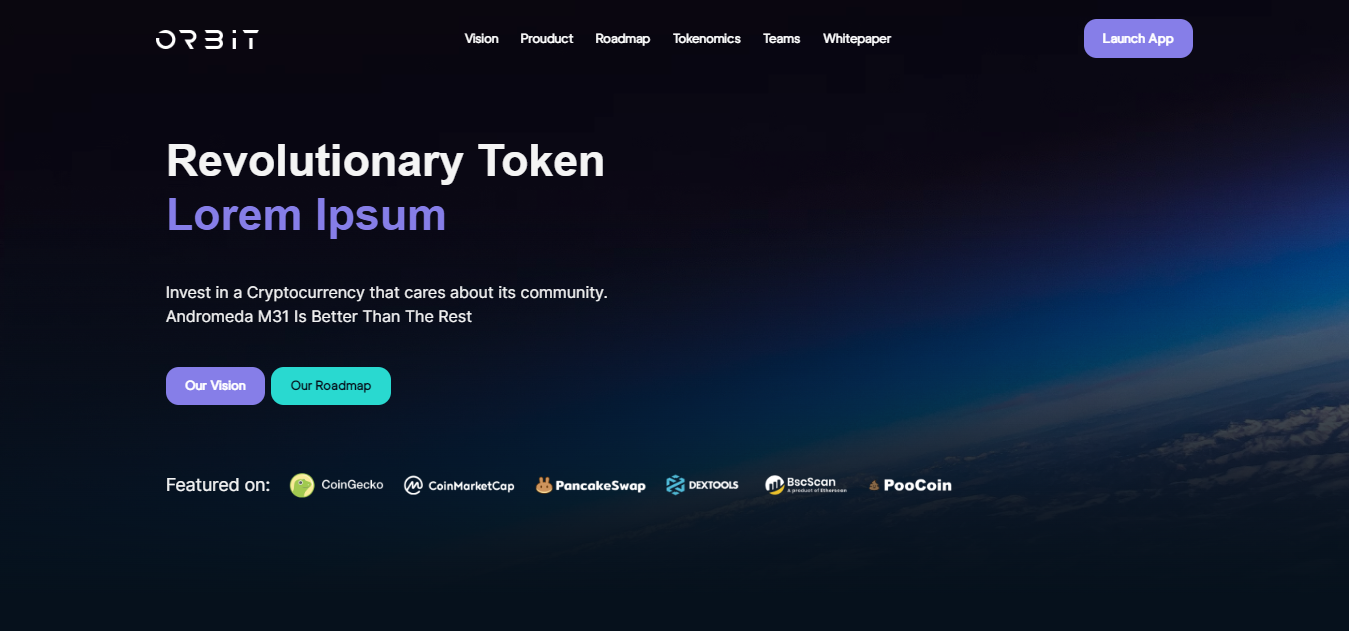 ORBIT
Vision Prouduct Roadmap Tokenomics Teams Whitepaper
Launch App
Revolutionary Token
Lorem Ipsum
Invest in a Cryptocurrency that cares about its community.
Andromeda M31 Is Better Than The Rest
Our Vision
Our Roadmap
Featured on: CoinGecko CoinMarketCap PancakeSwap DEXTOOLS BscScan PooCoin
A product of Etherscan